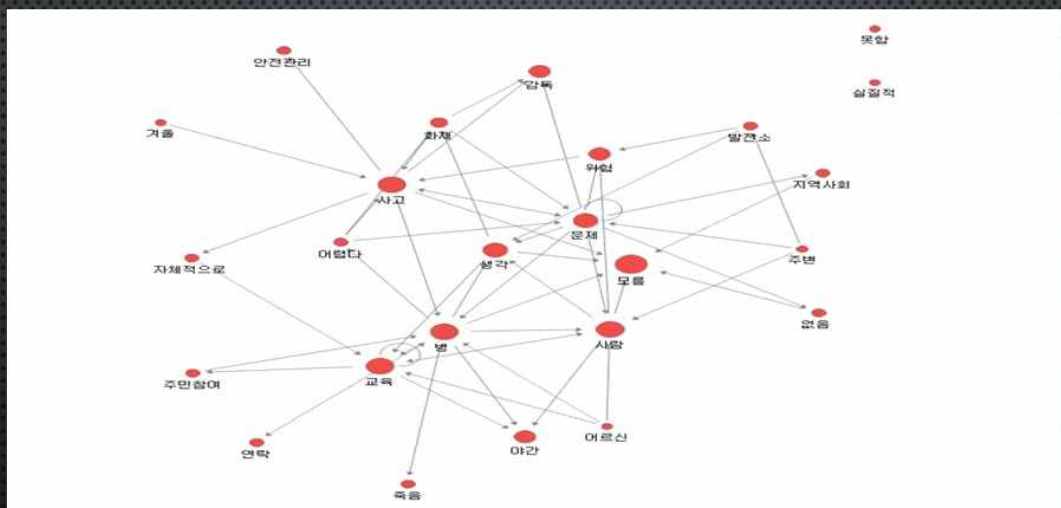 못함
안전관리
감독
실질적
겨울
화재
발전소
위험
지역사회
사고
문제
어렵다
생각
주변
자체적으로
모름
없음
병
사람
교육
주민참여
어르신
야간
연락
죽음